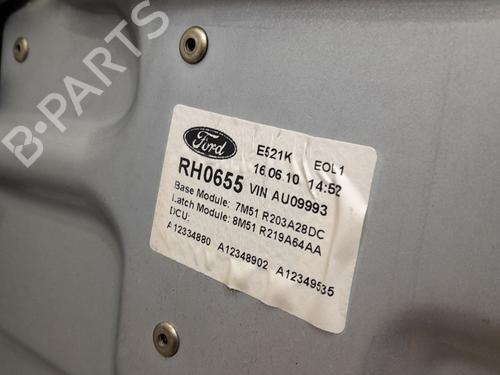 B-PARTS
Ford
E521K EOL1
16.06.10 14:52
RH0655 VIN AU09993
Base Module: 7M51 R203A28DC
Latch Module: 8M51 R219A64AA
DCU:
A12334880 A12348902 A12349535